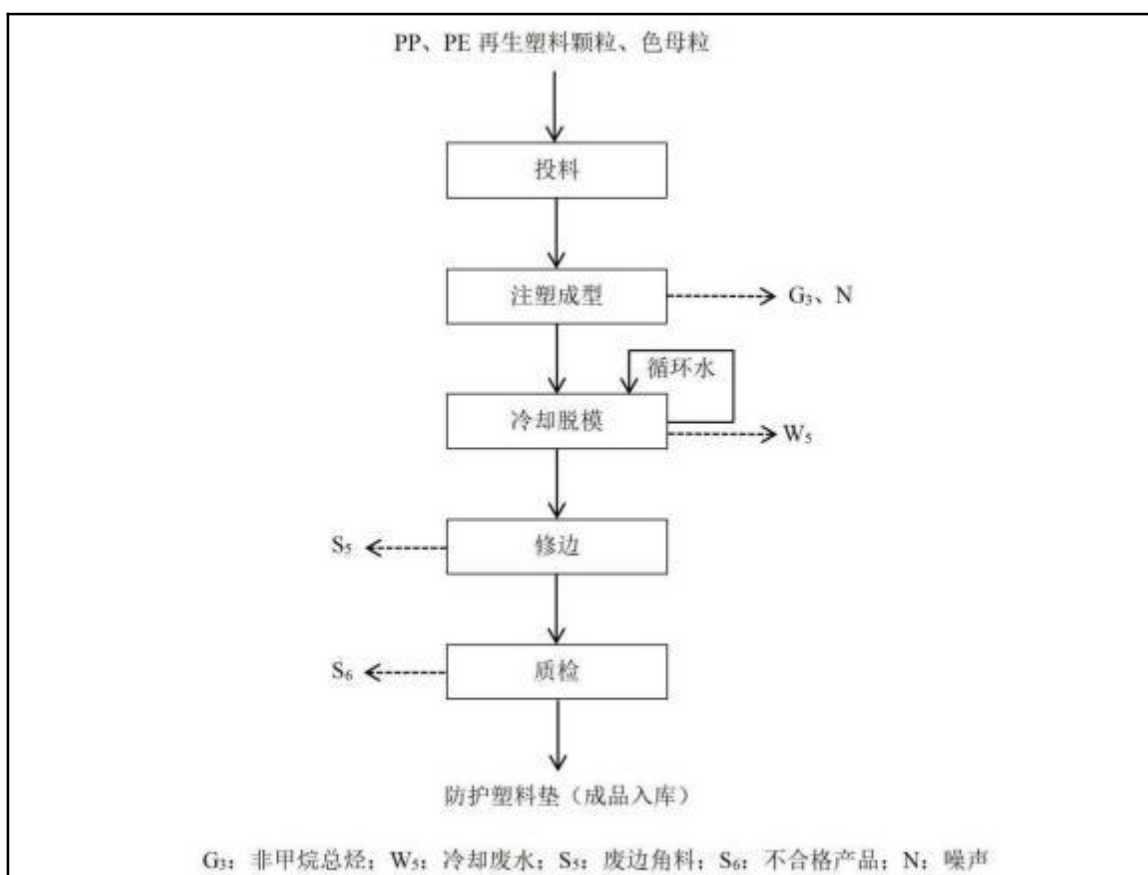 PP、PE 再生塑料颗粒、色母粒
投料
注塑成型
G₃、N
循环水
冷却脱模
W₅
S₅
修边
S₆
质检
防护塑料垫（成品入库）
G₃：非甲烷总烃；W₅：冷却废水；S₅：废边角料；S₆：不合格产品；N：噪声